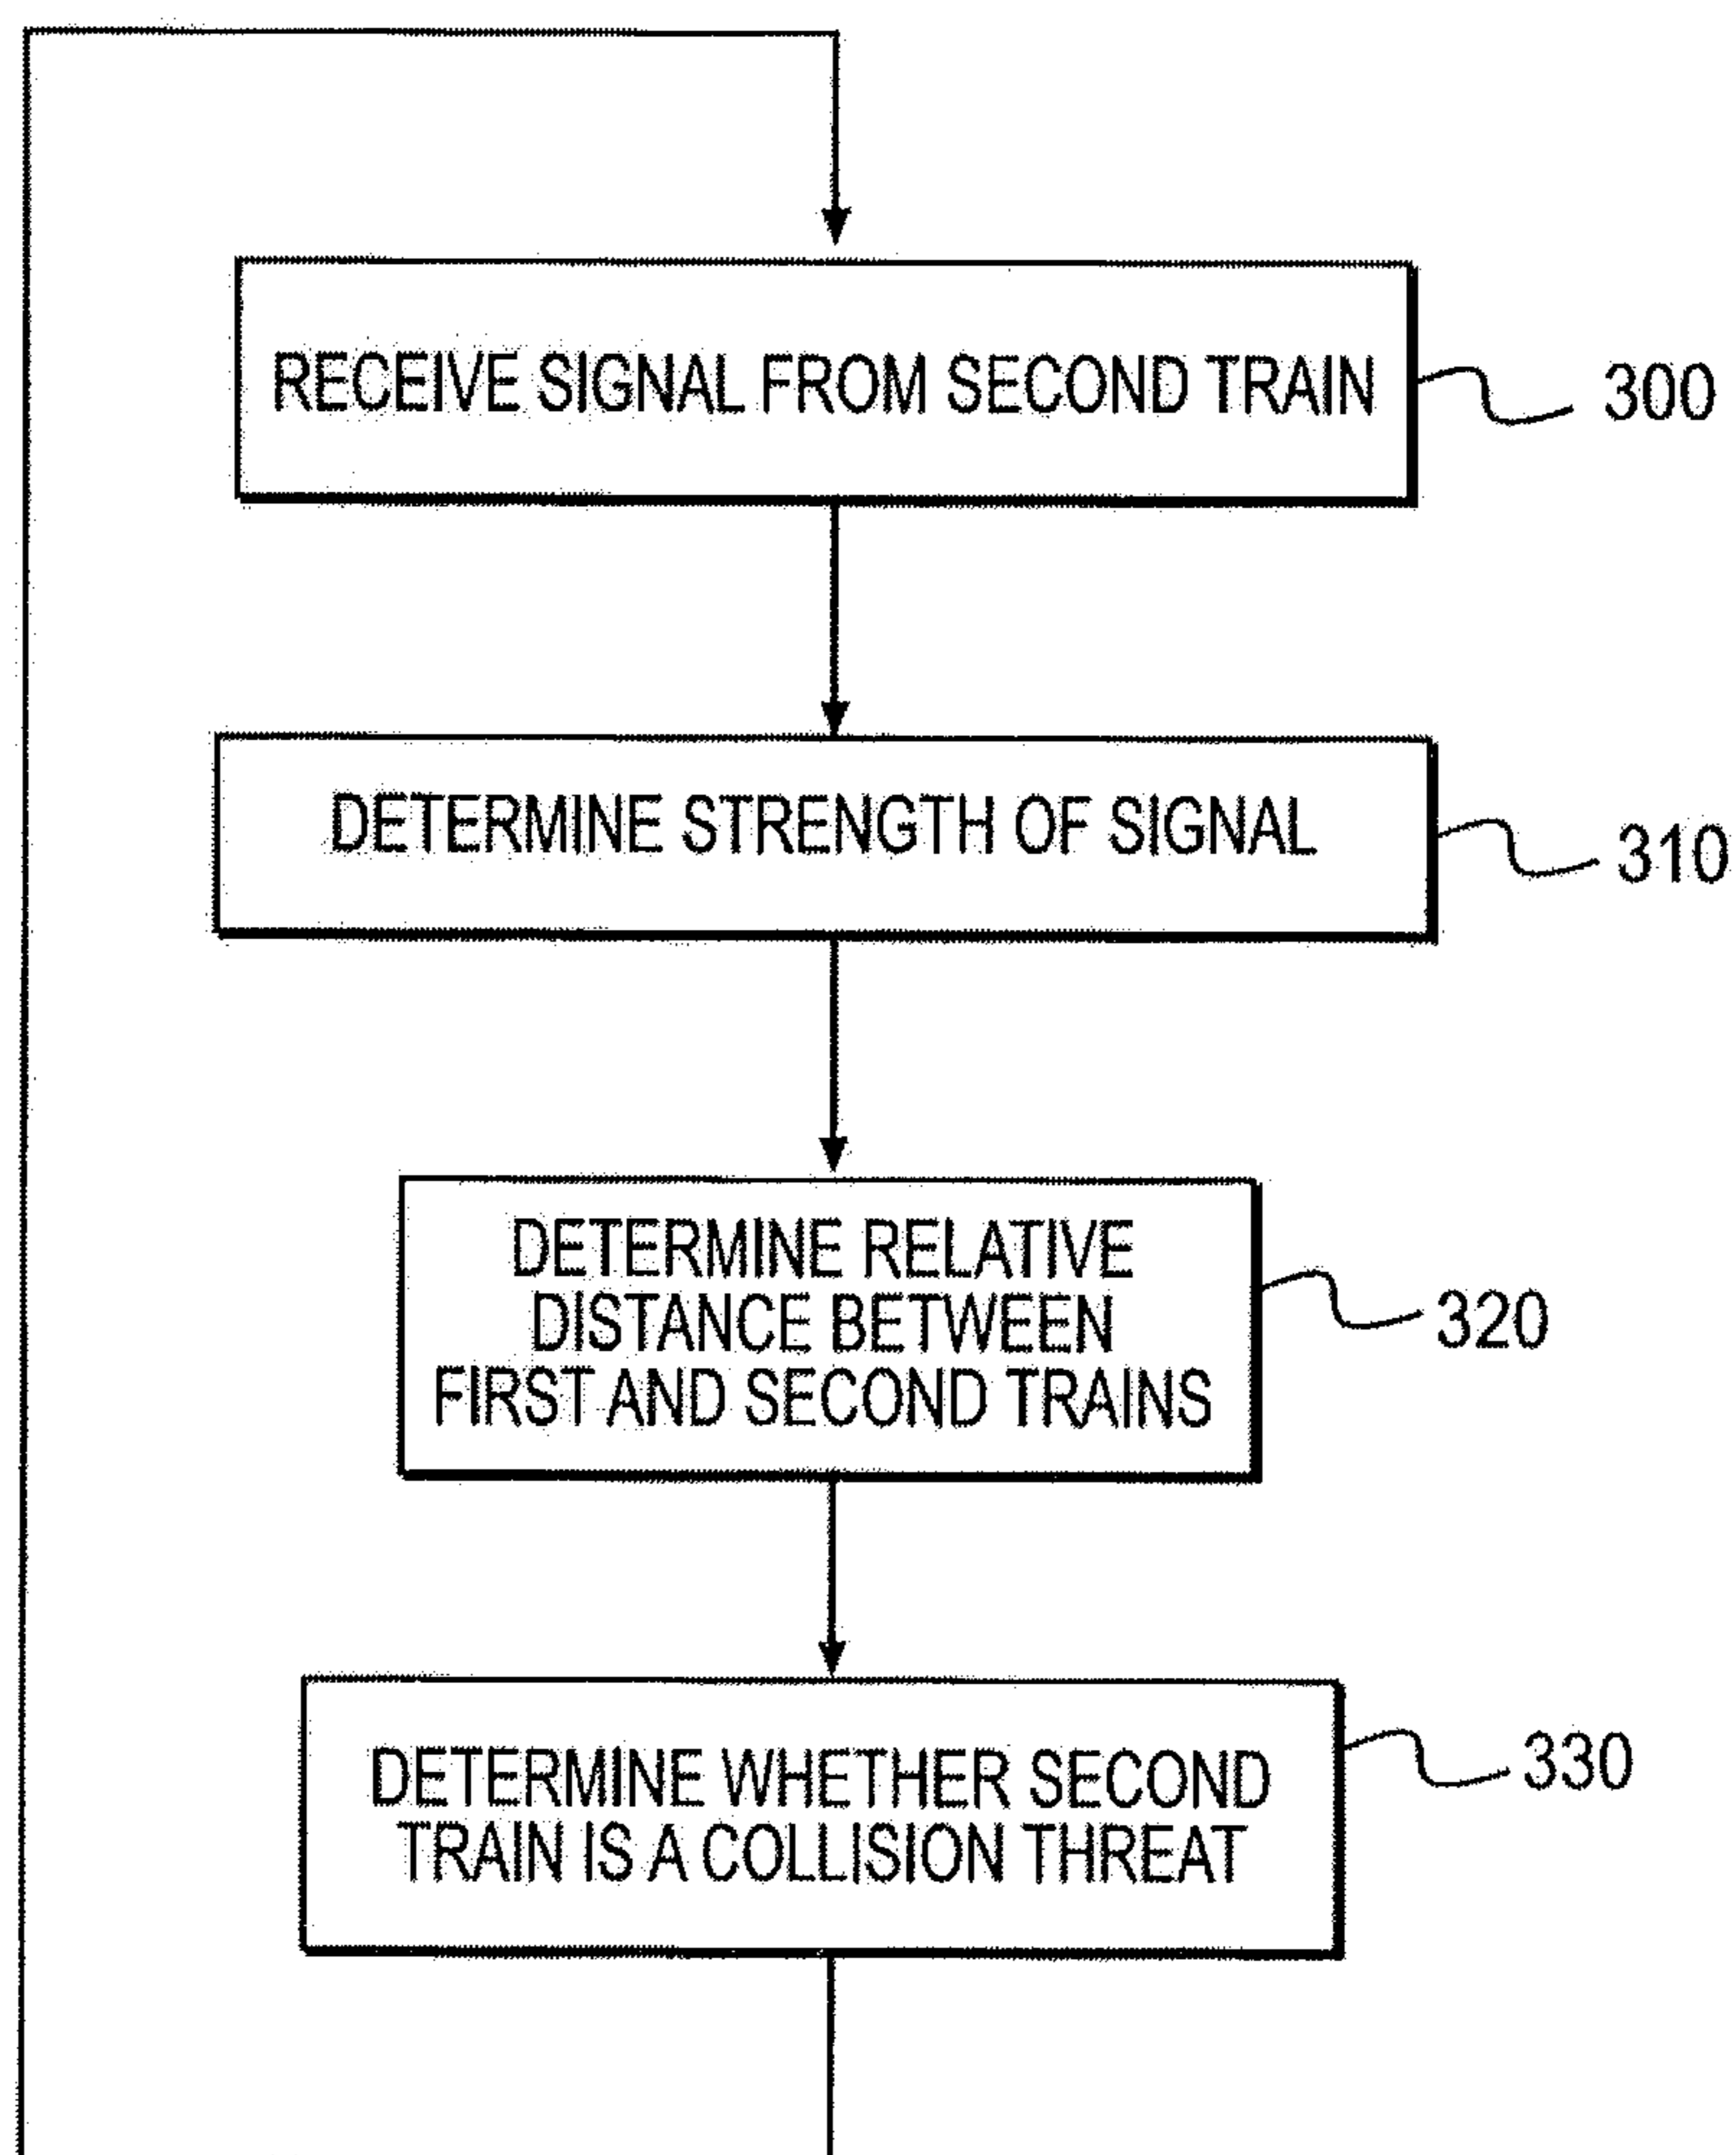 RECEIVE SIGNAL FROM SECOND TRAIN
300
DETERMINE STRENGTH OF SIGNAL
310
DETERMINE RELATIVE
DISTANCE BETWEEN
FIRST AND SECOND TRAINS
320
DETERMINE WHETHER SECOND
TRAIN IS A COLLISION THREAT
330